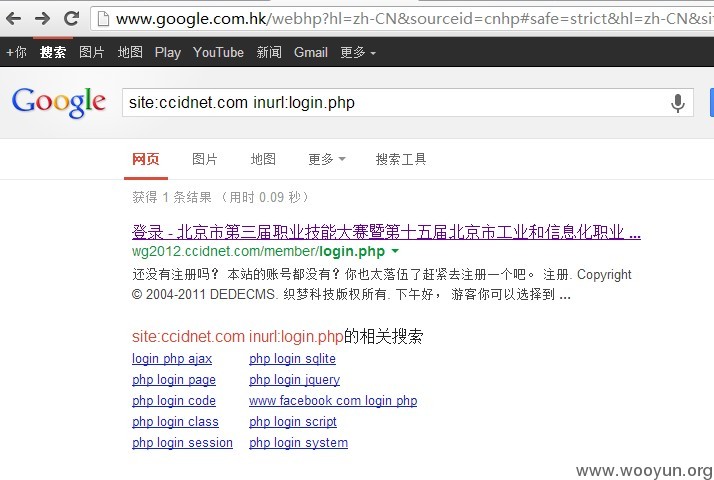 www.google.com.hk/webhp?hl=zh-CN&sourceid=cnhp#safe=strict&hl=zh-CN&si
+你 搜索 图片 地图 Play YouTube 新闻 Gmail 更多
Google site:ccidnet.com inurl:login.php
网页 图片 地图 更多 搜索工具
获得 1 条结果 （用时 0.09 秒）
登录 - 北京市第三届职业技能大赛暨第十五届北京市工业和信息化职业 ...
wg2012.ccidnet.com/member/login.php
还没有注册吗？ 本站的账号都没有？你也太落伍了赶紧去注册一个吧。 注册. Copyright
© 2004-2011 DEDECMS. 织梦科技版权所有. 下午好， 游客你可以选择到 ...
site:ccidnet.com inurl:login.php的相关搜索
login php ajax php login sqlite
php login page php login jquery
php login code www facebook com login php
php login class php login script
php login session php login system
www.wooyun.org